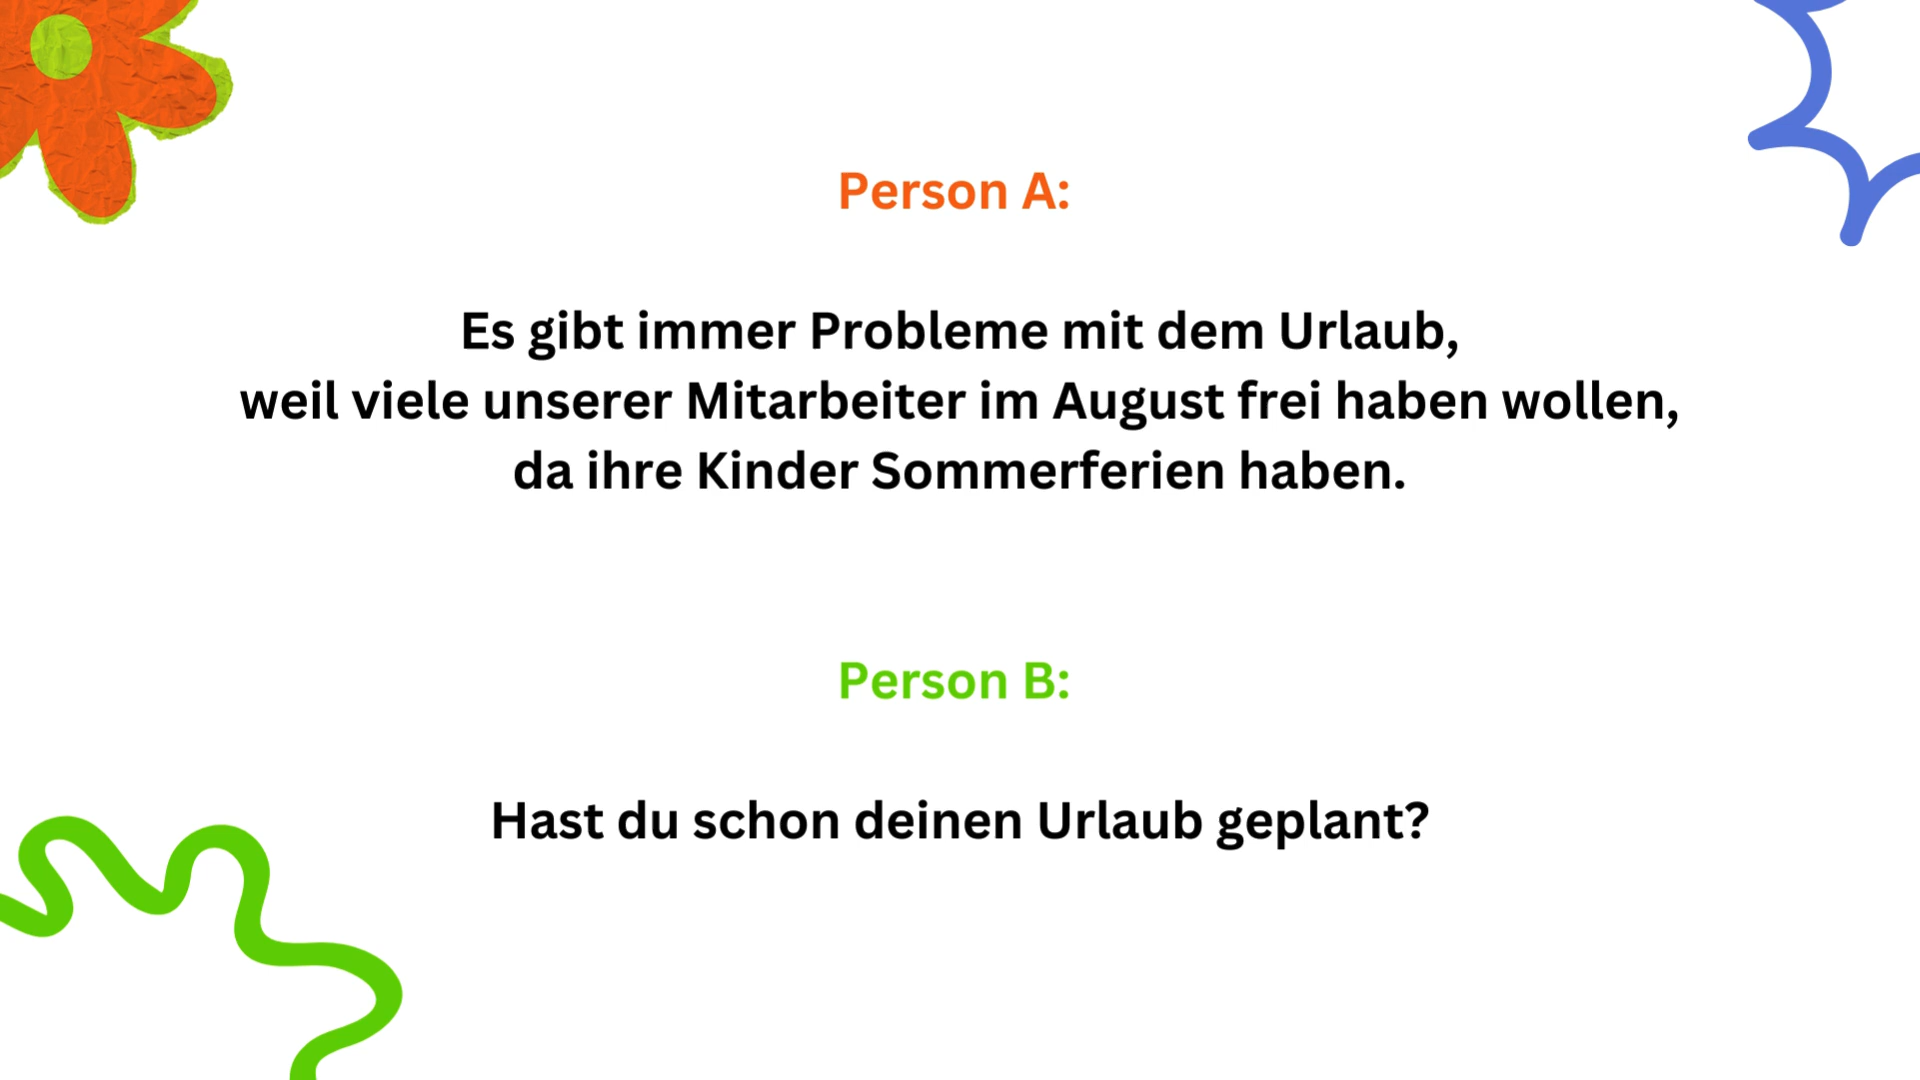 Person A:
Es gibt immer Probleme mit dem Urlaub,
weil viele unserer Mitarbeiter im August frei haben wollen,
da ihre Kinder Sommerferien haben.
Person B:
Hast du schon deinen Urlaub geplant?